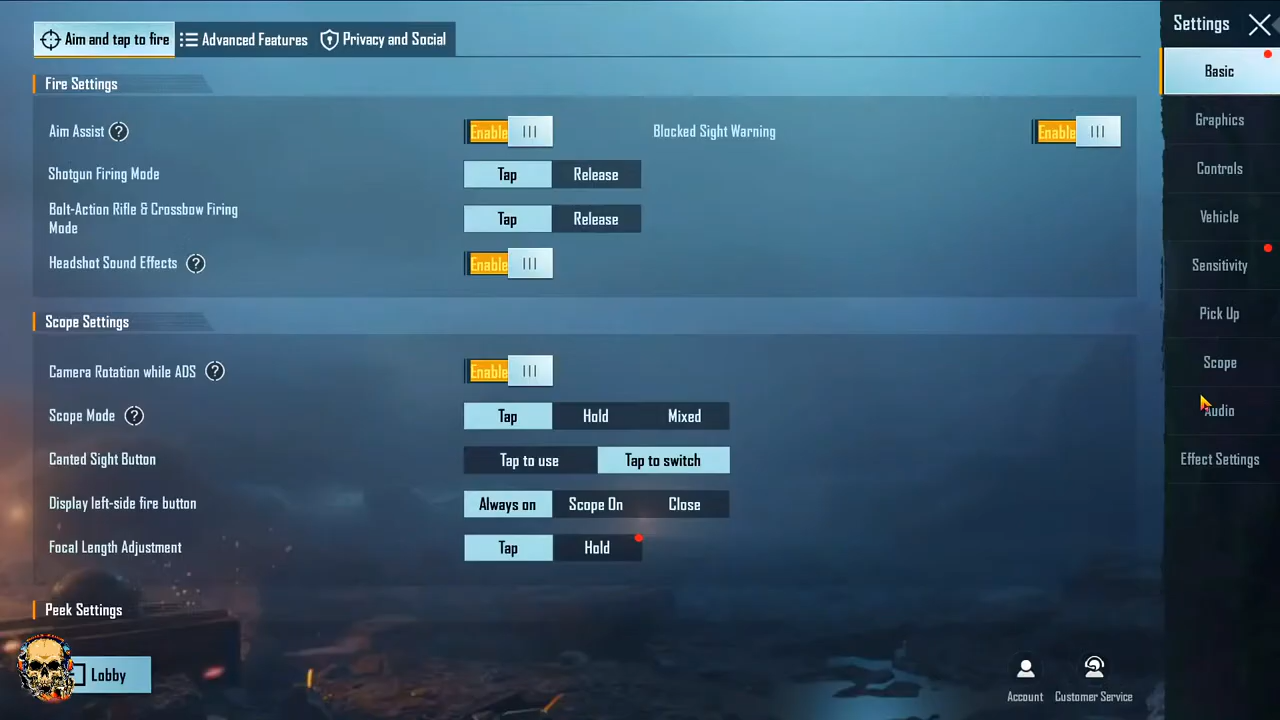 Aim and tap to fire
Advanced Features
Privacy and Social
Settings
Basic
Graphics
Controls
Vehicle
Sensitivity
Pick Up
Scope
Audio
Effect Settings
Fire Settings
Aim Assist ?
Enable
Blocked Sight Warning
Enable
Shotgun Firing Mode
Tap
Release
Bolt-Action Rifle & Crossbow Firing
Mode
Tap
Release
Headshot Sound Effects ?
Enable
Scope Settings
Camera Rotation while ADS ?
Enable
Scope Mode ?
Tap
Hold
Mixed
Canted Sight Button
Tap to use
Tap to switch
Display left-side fire button
Always on
Scope On
Close
Focal Length Adjustment
Tap
Hold
Peek Settings
Lobby
Account
Customer Service